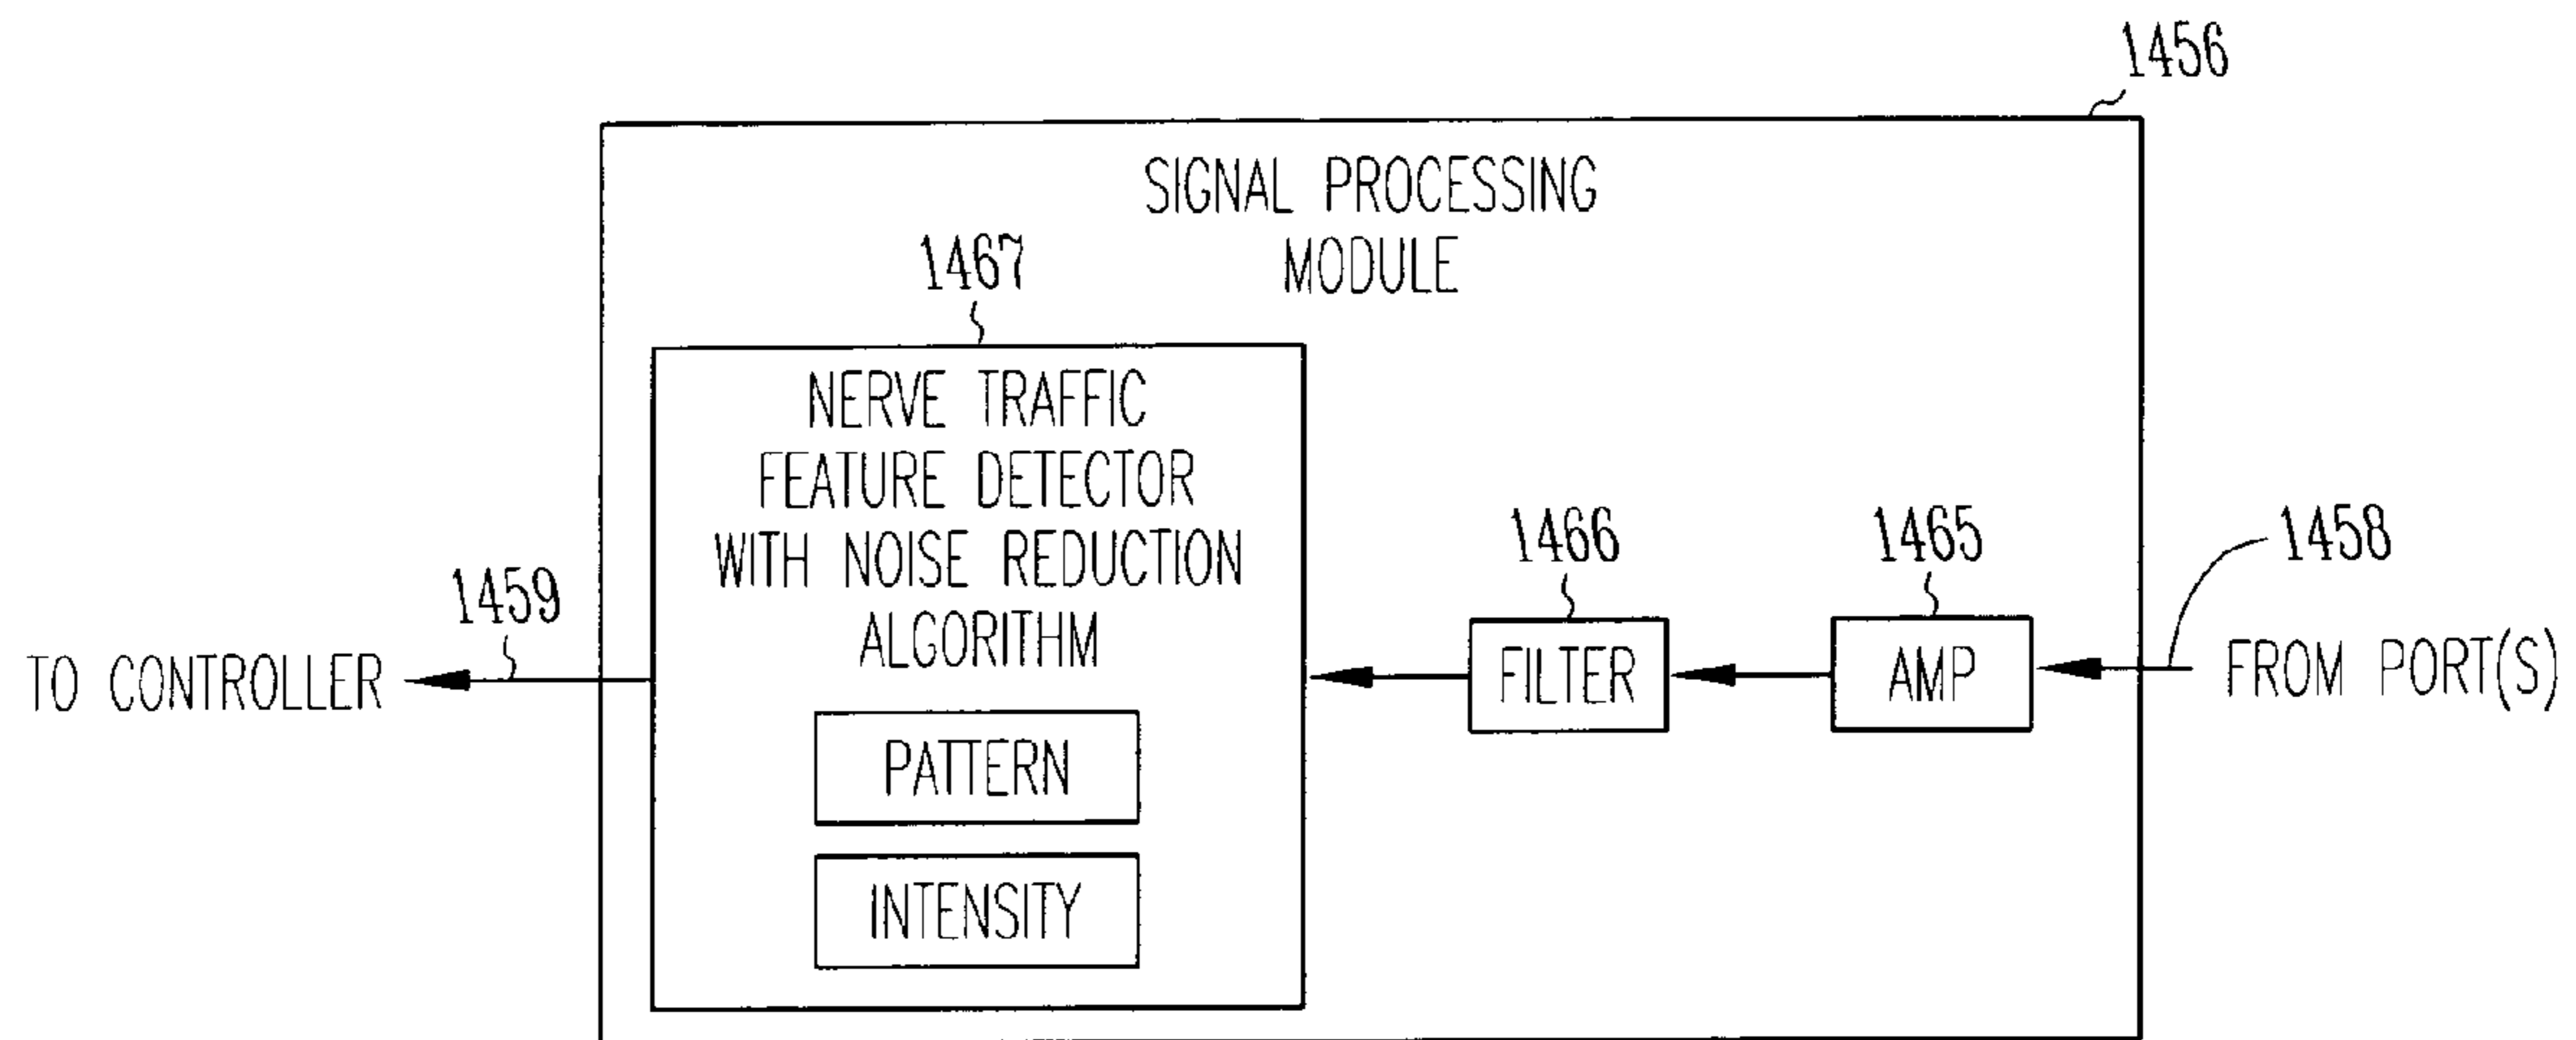 1456
SIGNAL PROCESSING
MODULE
1467
NERVE TRAFFIC
FEATURE DETECTOR
WITH NOISE REDUCTION
ALGORITHM
PATTERN
INTENSITY
1466
FILTER
1465
AMP
1458
FROM PORT(S)
1459
TO CONTROLLER